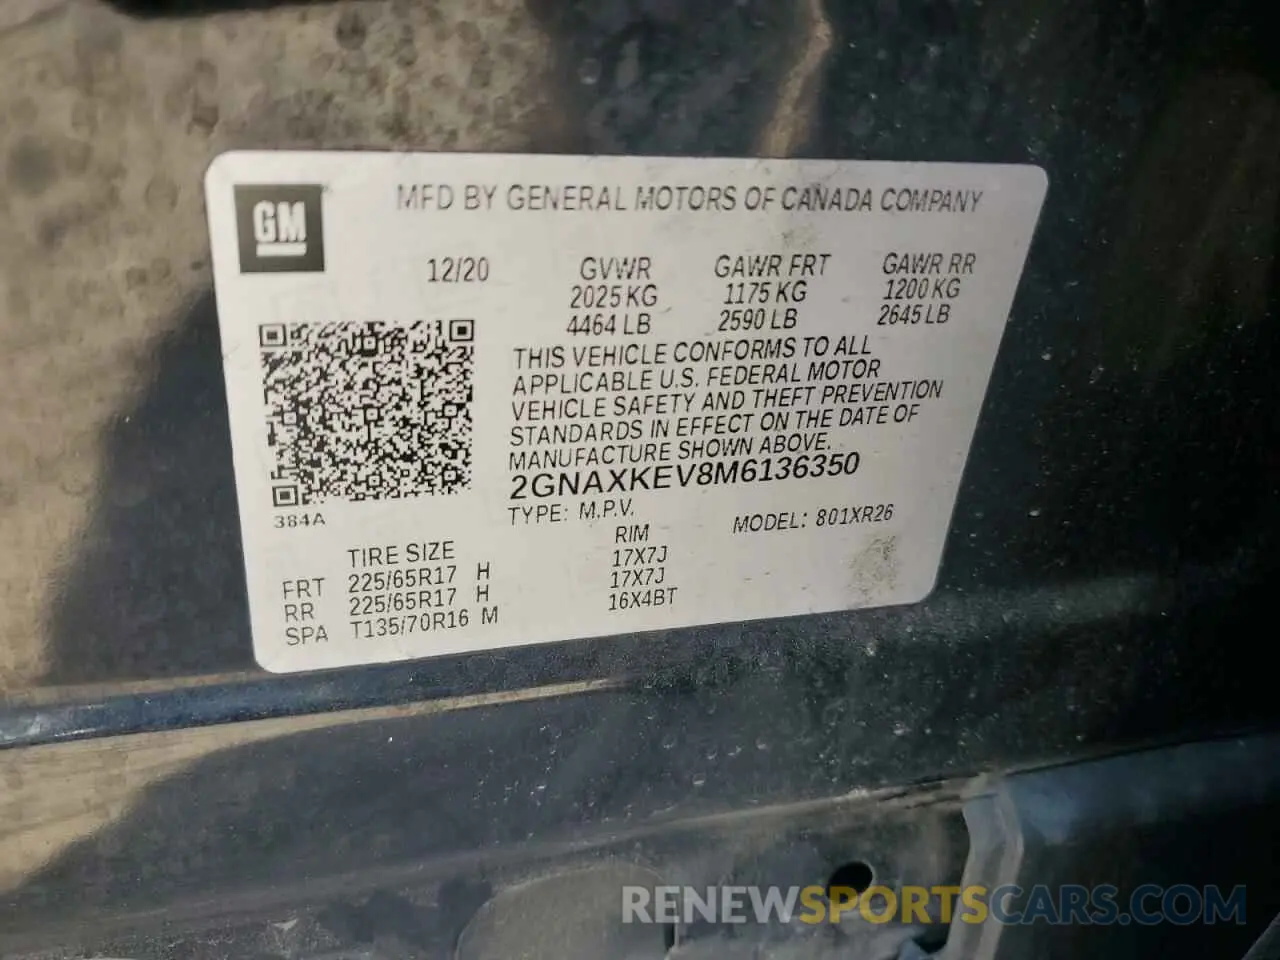 GM
MFD BY GENERAL MOTORS OF CANADA COMPANY
12/20 GVWR GAWR FRT GAWR RR
2025 KG 1175 KG 1200 KG
4464 LB 2590 LB 2645 LB
THIS VEHICLE CONFORMS TO ALL
APPLICABLE U.S. FEDERAL MOTOR
VEHICLE SAFETY AND THEFT PREVENTION
STANDARDS IN EFFECT ON THE DATE OF
MANUFACTURE SHOWN ABOVE.
2GNAXKEV8M6136350
384A
TYPE: M.P.V. MODEL: 801XR26
TIRE SIZE RIM
FRT 225/65R17 H 17X7J
RR 225/65R17 H 17X7J
SPA T135/70R16 M 16X4BT
RENEWSPORTSCARS.COM